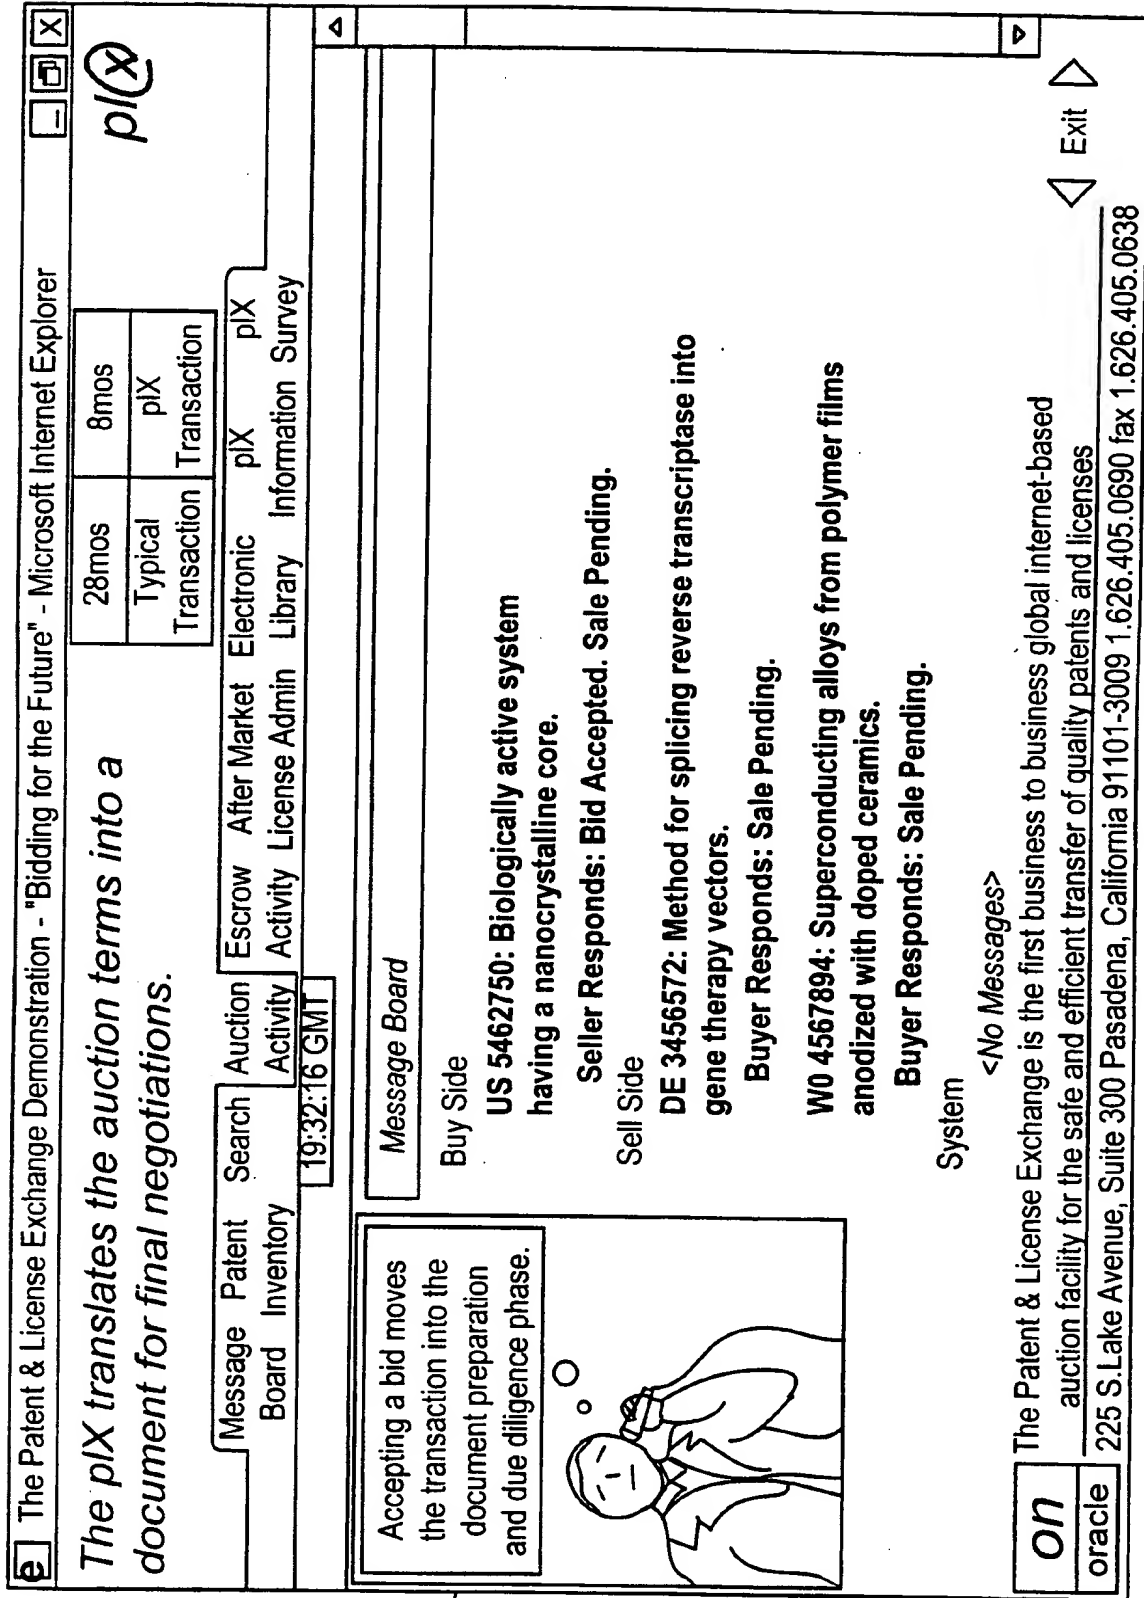 e The Patent & License Exchange Demonstration - "Bidding for the Future" - Microsoft Internet Explorer _ X
The plX translates the auction terms into a
document for final negotiations.
28mos 8mos
Typical plX
Transaction Transaction
pl(x)
Message Patent Search Auction Escrow After Market Electronic plX plX
Board Inventory Activity Activity License Admin Library Information Survey
19:32:16 GMT
Accepting a bid moves
the transaction into the
document preparation
and due diligence phase.
Message Board
Buy Side
US 5462750: Biologically active system
having a nanocrystalline core.
Seller Responds: Bid Accepted. Sale Pending.
Sell Side
DE 3456572: Method for splicing reverse transcriptase into
gene therapy vectors.
Buyer Responds: Sale Pending.
W0 4567894: Superconducting alloys from polymer films
anodized with doped ceramics.
Buyer Responds: Sale Pending.
System
<No Messages>
on
oracle
The Patent & License Exchange is the first business to business global internet-based
auction facility for the safe and efficient transfer of quality patents and licenses
Exit
225 S.Lake Avenue, Suite 300 Pasadena, California 91101-3009 1.626.405.0690 fax 1.626.405.0638